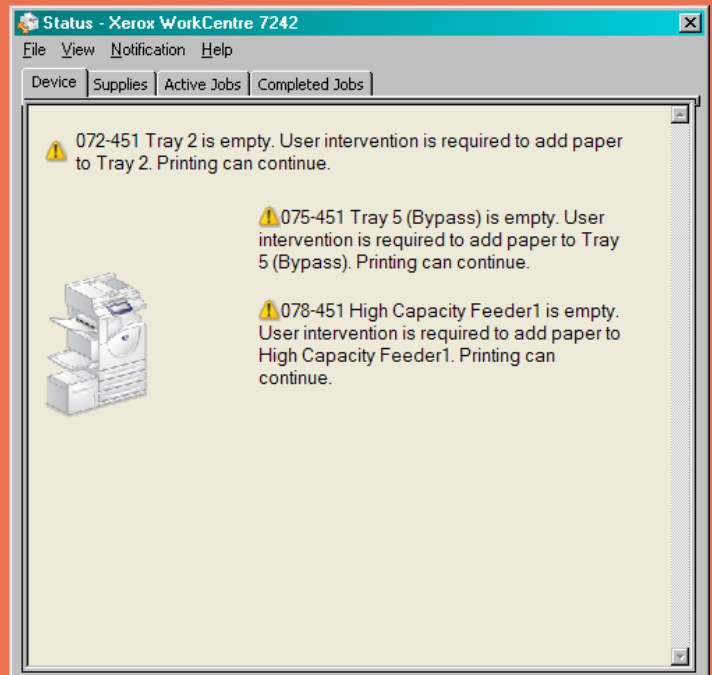 Status - Xerox WorkCentre 7242
File View Notification Help
Device Supplies Active Jobs Completed Jobs
072-451 Tray 2 is empty. User intervention is required to add paper
to Tray 2. Printing can continue.
075-451 Tray 5 (Bypass) is empty. User
intervention is required to add paper to Tray
5 (Bypass). Printing can continue.
078-451 High Capacity Feeder1 is empty.
User intervention is required to add paper to
High Capacity Feeder1. Printing can
continue.